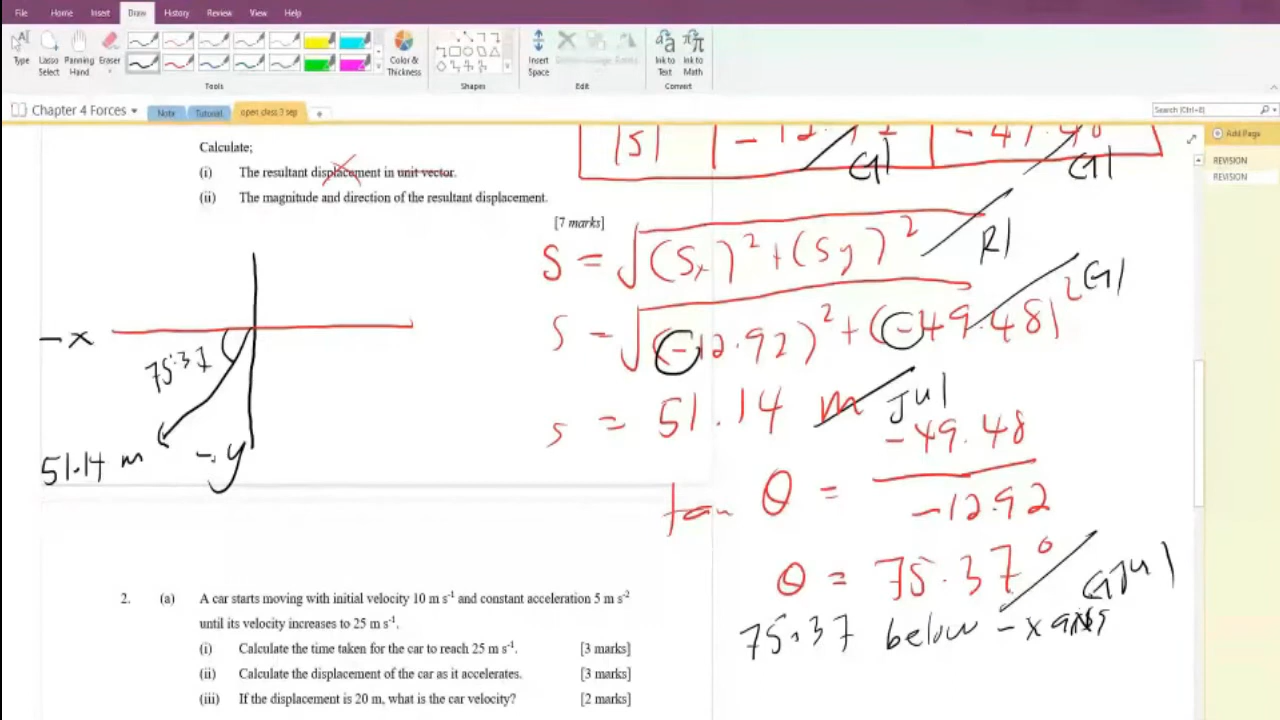 File Home Insert Draw History Review View Help
Type Lasso Select Panning Hand Eraser Color & Thickness Insert Space Ink to Text Ink to Math
Tools Shapes Edit Convert
Chapter 4 Forces Note Tutorial open class 3 sep Search (Ctrl+E)
Add Page
REVISION
REVISION
|S| -12.92 -49.48
G1 G1
Calculate;
(i) The resultant displacement in unit vector.
(ii) The magnitude and direction of the resultant displacement.
[7 marks]
S = √(Sx)² + (Sy)² R1
s = √(-12.92)² + (-49.48)² G1
s = 51.14 m JU1
tan θ = -49.48 / -12.92
θ = 75.37° GJU1
75.37 below -x axis
-x
75.37
51.14 m
-y
2. (a) A car starts moving with initial velocity 10 m s⁻¹ and constant acceleration 5 m s⁻²
until its velocity increases to 25 m s⁻¹.
(i) Calculate the time taken for the car to reach 25 m s⁻¹. [3 marks]
(ii) Calculate the displacement of the car as it accelerates. [3 marks]
(iii) If the displacement is 20 m, what is the car velocity? [2 marks]